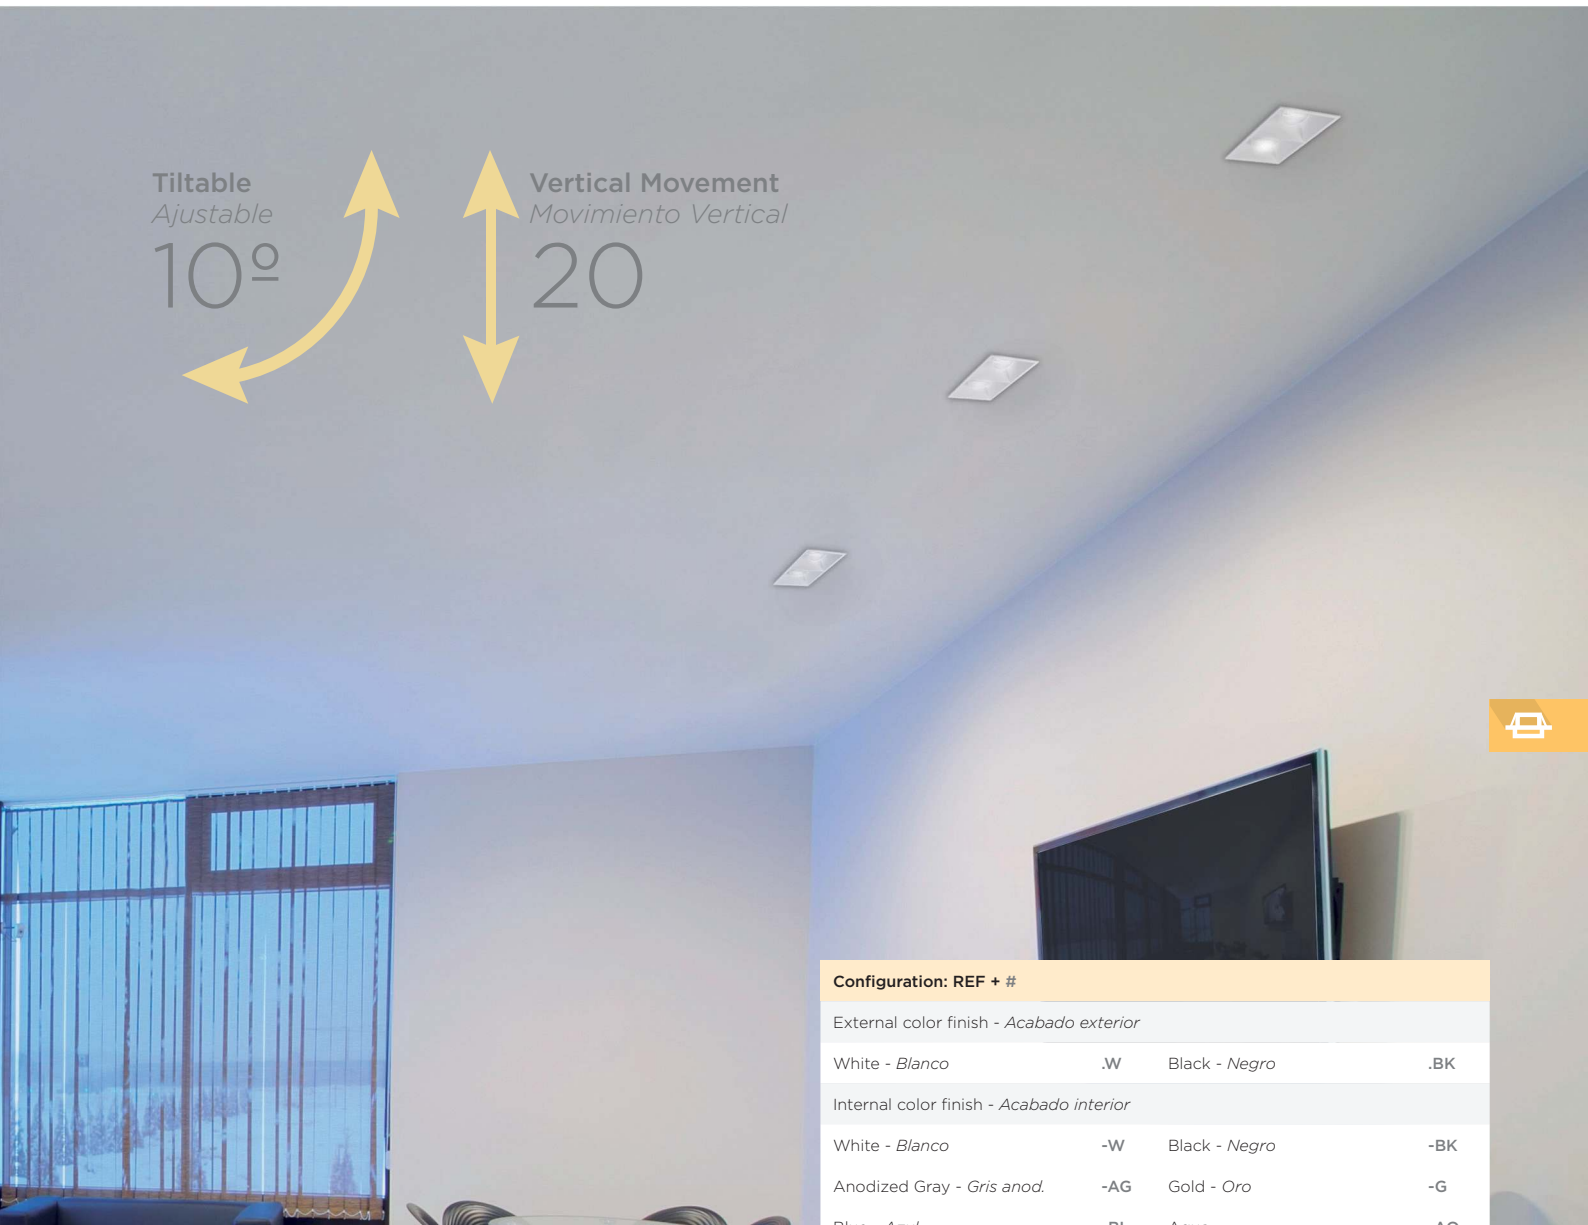 Tiltable
Ajustable
10º
Vertical Movement
Movimiento Vertical
20
Configuration: REF + #
External color finish - Acabado exterior
White - Blanco .W Black - Negro .BK
Internal color finish - Acabado interior
White - Blanco -W Black - Negro -BK
Anodized Gray - Gris anod. -AG Gold - Oro -G